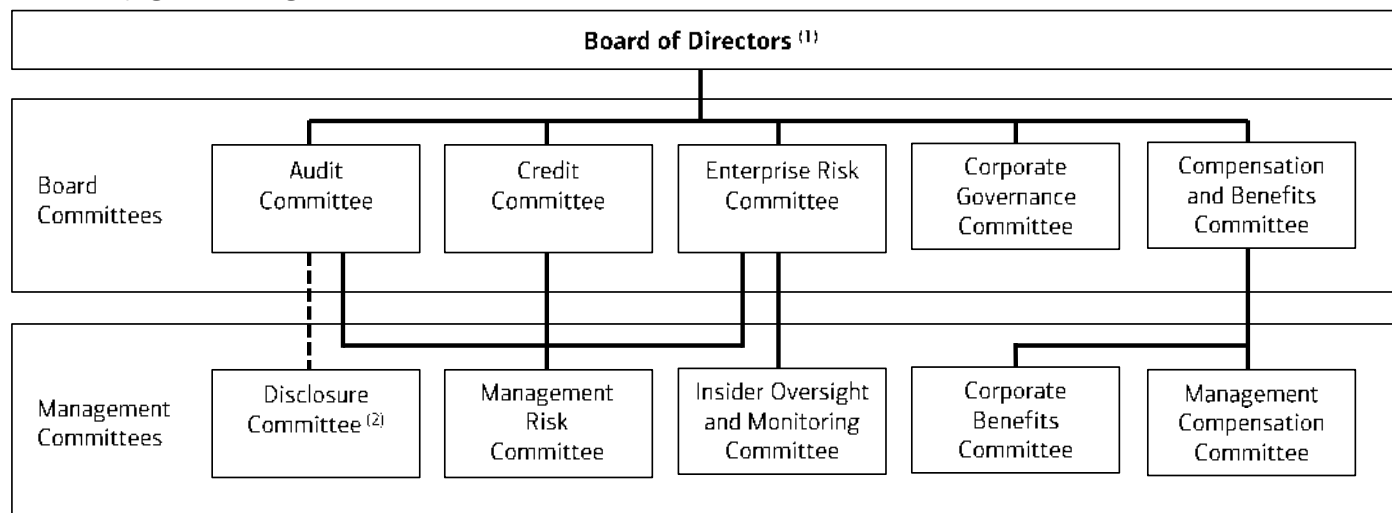 Board of Directors (1)
Board
Committees
Audit
Committee
Credit
Committee
Enterprise Risk
Committee
Corporate
Governance
Committee
Compensation
and Benefits
Committee
Management
Committees
Disclosure
Committee (2)
Management
Risk
Committee
Insider Oversight
and Monitoring
Committee
Corporate
Benefits
Committee
Management
Compensation
Committee